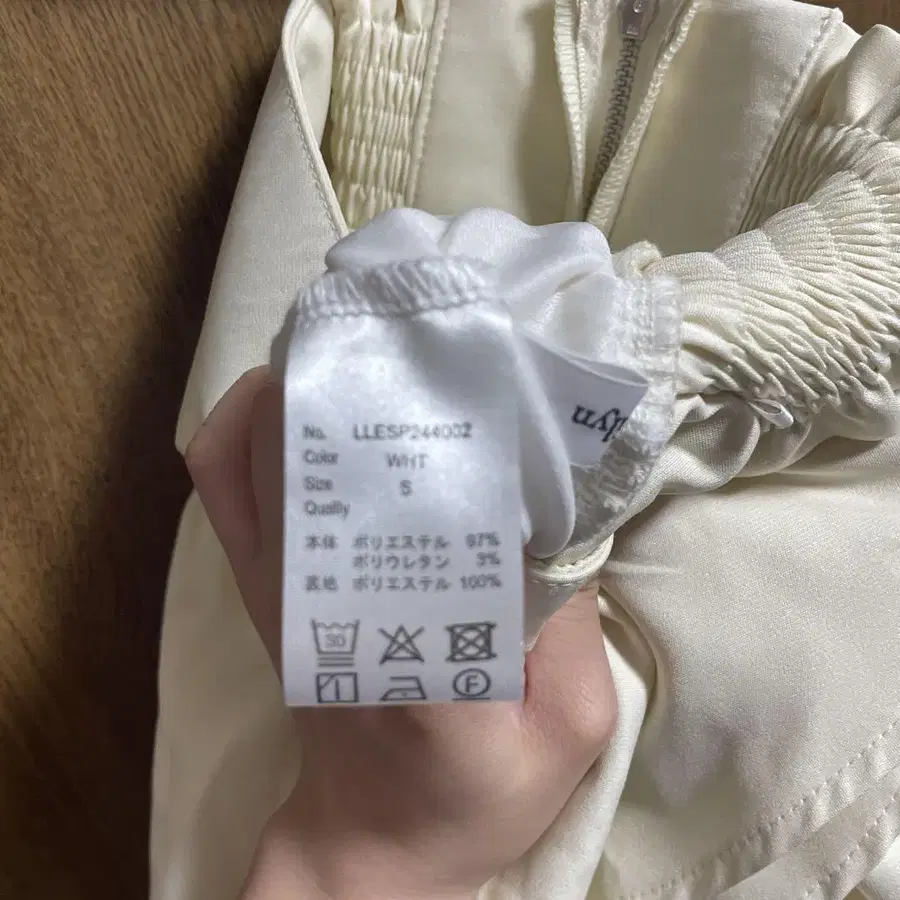 No. LLESP244002
Color WHT
Size S
Quality
本体 ポリエステル 97%
ポリウレタン 3%
裏地 ポリエステル 100%
30
F